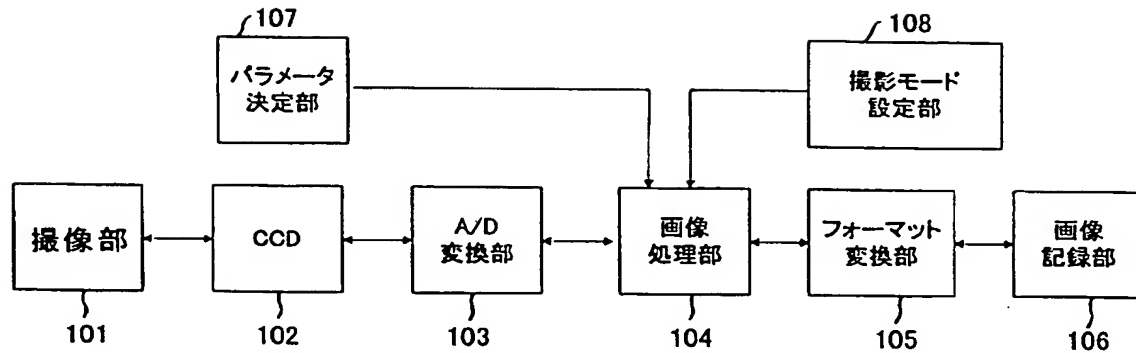 107
パラメータ
決定部
108
撮影モード
設定部
撮像部
CCD
A/D
変換部
画像
処理部
フォーマット
変換部
画像
記録部
101
102
103
104
105
106